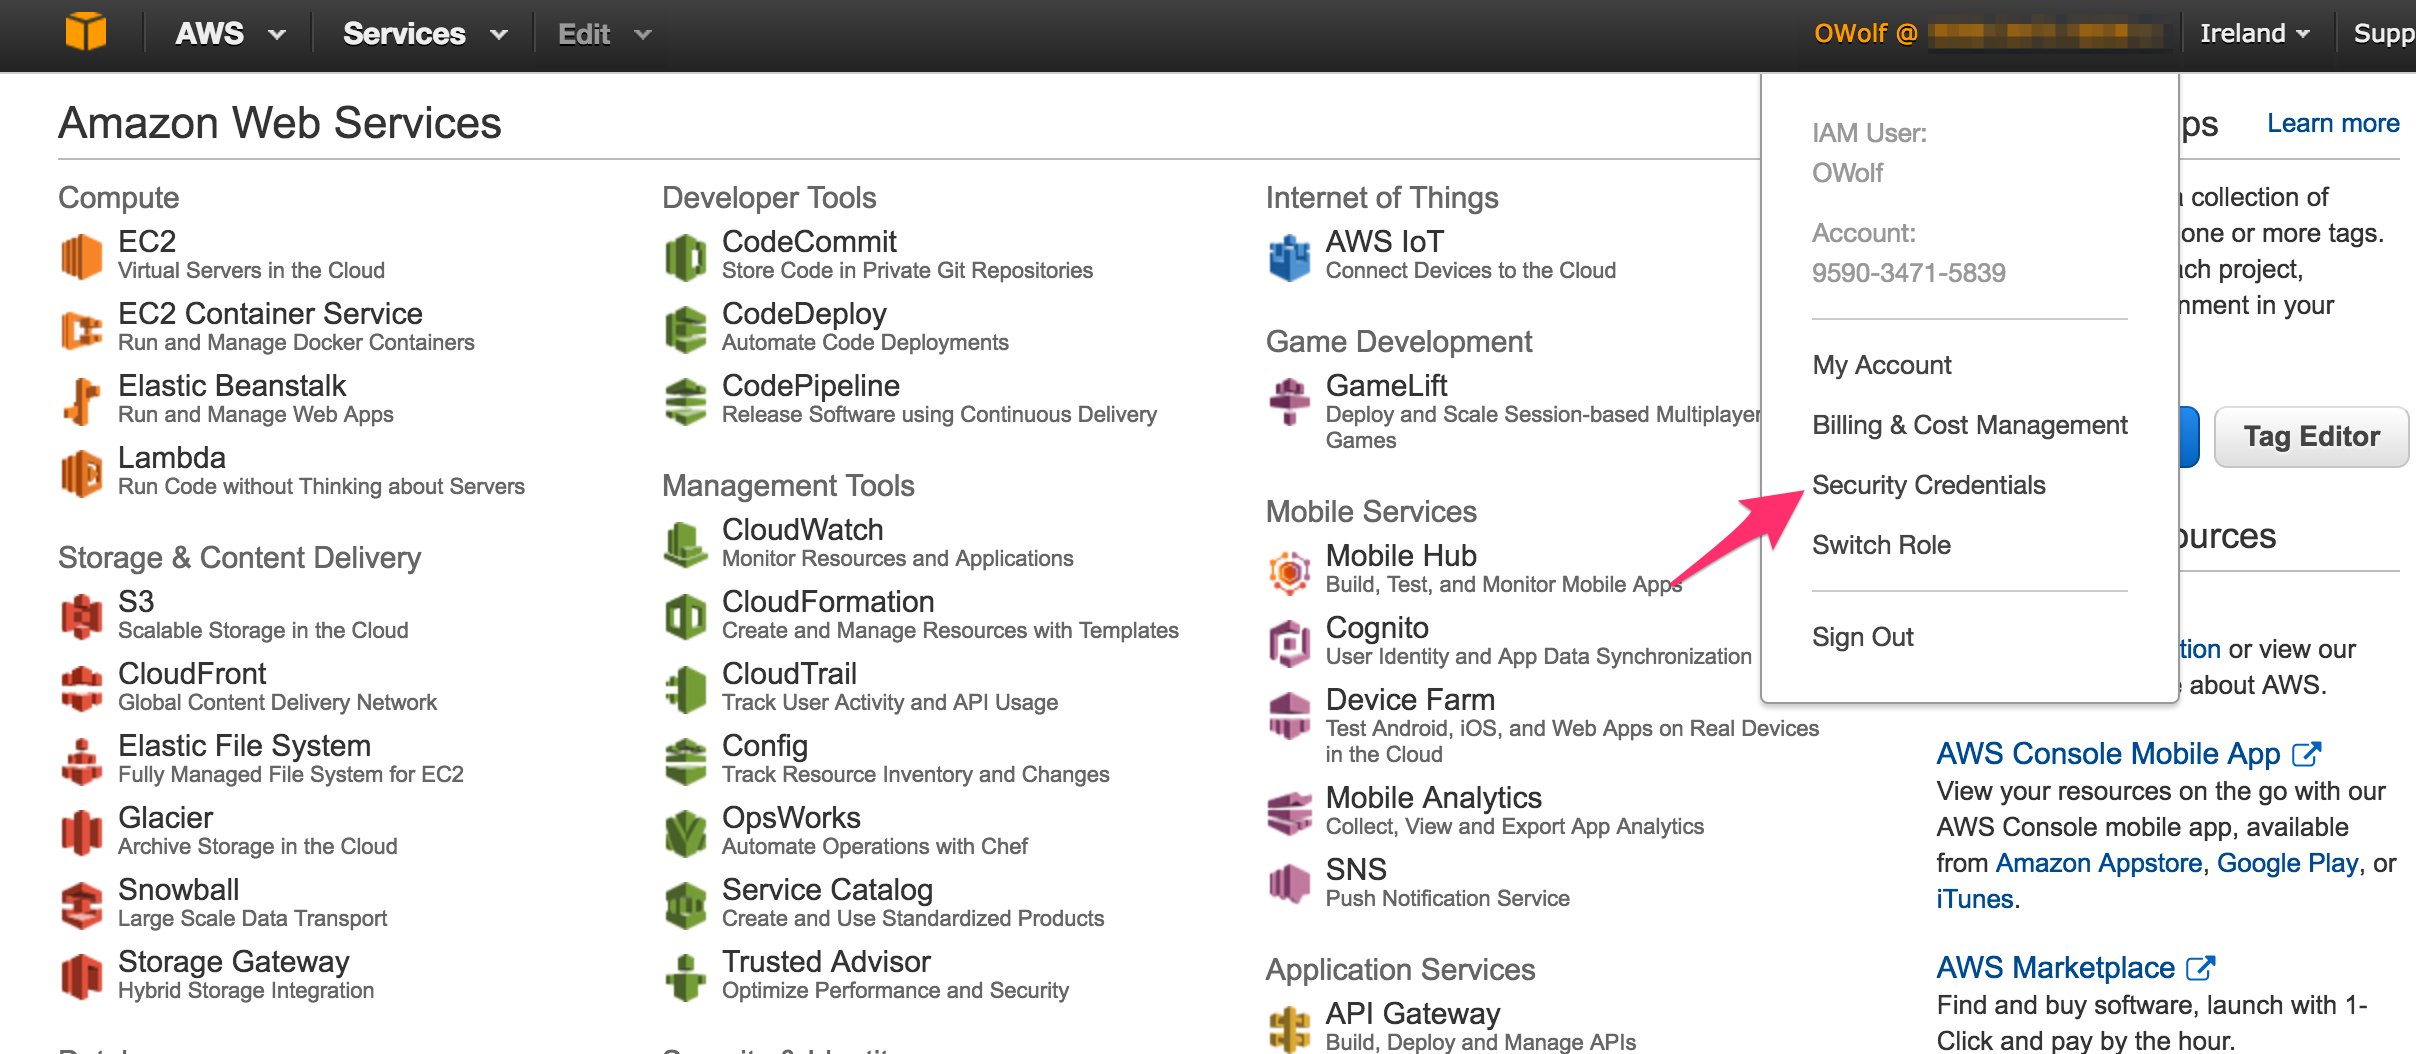 AWS Services Edit OWolf @ Ireland
Amazon Web Services
Compute
EC2
Virtual Servers in the Cloud
EC2 Container Service
Run and Manage Docker Containers
Elastic Beanstalk
Run and Manage Web Apps
Lambda
Run Code without Thinking about Servers
Storage & Content Delivery
S3
Scalable Storage in the Cloud
CloudFront
Global Content Delivery Network
Elastic File System
Fully Managed File System for EC2
Glacier
Archive Storage in the Cloud
Snowball
Large Scale Data Transport
Storage Gateway
Hybrid Storage Integration
Developer Tools
CodeCommit
Store Code in Private Git Repositories
CodeDeploy
Automate Code Deployments
CodePipeline
Release Software using Continuous Delivery
Management Tools
CloudWatch
Monitor Resources and Applications
CloudFormation
Create and Manage Resources with Templates
CloudTrail
Track User Activity and API Usage
Config
Track Resource Inventory and Changes
OpsWorks
Automate Operations with Chef
Service Catalog
Create and Use Standardized Products
Trusted Advisor
Optimize Performance and Security
Internet of Things
AWS IoT
Connect Devices to the Cloud
Game Development
GameLift
Deploy and Scale Session-based Multiplayer
Games
Mobile Services
Mobile Hub
Build, Test, and Monitor Mobile Apps
Cognito
User Identity and App Data Synchronization
Device Farm
Test Android, iOS, and Web Apps on Real Devices
in the Cloud
Mobile Analytics
Collect, View and Export App Analytics
SNS
Push Notification Service
Application Services
API Gateway
Build, Deploy and Manage APIs
IAM User:
OWolf
Account:
9590-3471-5839
My Account
Billing & Cost Management
Security Credentials
Switch Role
Sign Out
Learn more
collection of
one or more tags.
project,
in your
Tag Editor
or view our
about AWS.
AWS Console Mobile App
View your resources on the go with our
AWS Console mobile app, available
from Amazon Appstore, Google Play, or
iTunes.
AWS Marketplace
Find and buy software, launch with 1-
Click and pay by the hour.